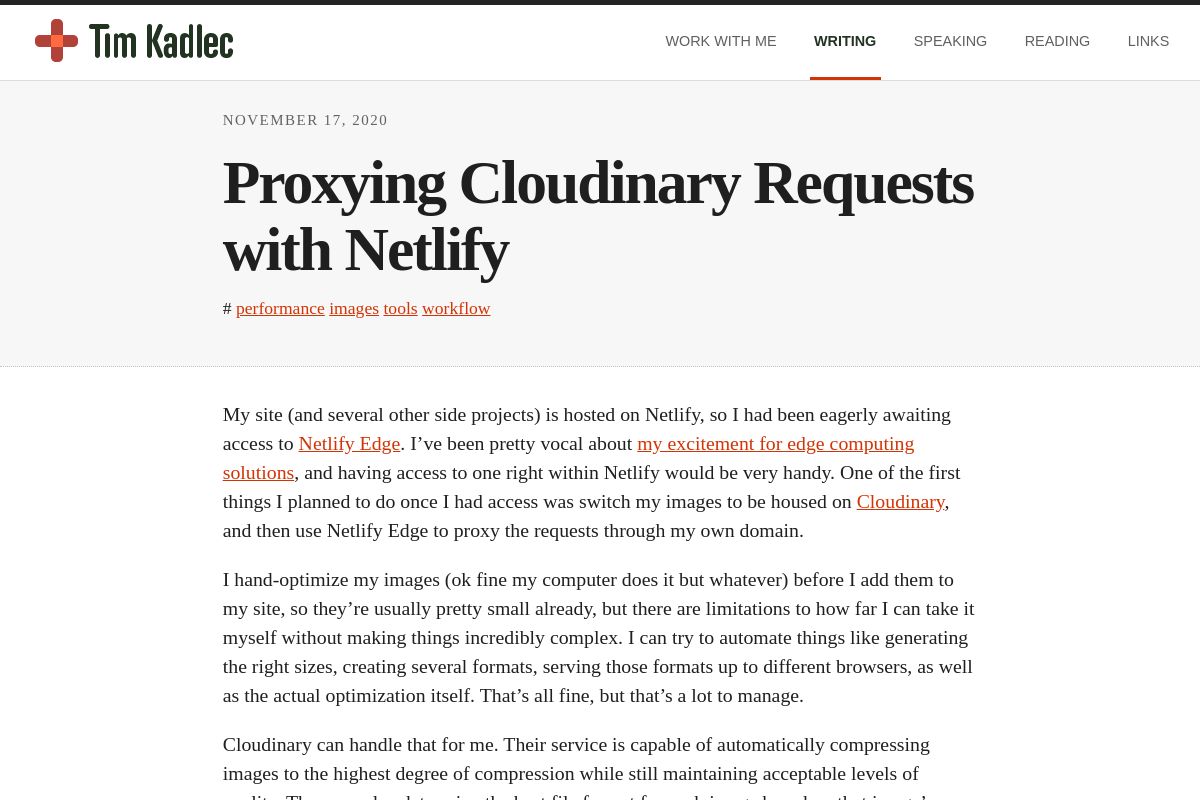 Tim Kadlec
WORK WITH ME WRITING SPEAKING READING LINKS
NOVEMBER 17, 2020
Proxying Cloudinary Requests
with Netlify
# performance images tools workflow
My site (and several other side projects) is hosted on Netlify, so I had been eagerly awaiting
access to Netlify Edge. I’ve been pretty vocal about my excitement for edge computing
solutions, and having access to one right within Netlify would be very handy. One of the first
things I planned to do once I had access was switch my images to be housed on Cloudinary,
and then use Netlify Edge to proxy the requests through my own domain.
I hand-optimize my images (ok fine my computer does it but whatever) before I add them to
my site, so they’re usually pretty small already, but there are limitations to how far I can take it
myself without making things incredibly complex. I can try to automate things like generating
the right sizes, creating several formats, serving those formats up to different browsers, as well
as the actual optimization itself. That’s all fine, but that’s a lot to manage.
Cloudinary can handle that for me. Their service is capable of automatically compressing
images to the highest degree of compression while still maintaining acceptable levels of